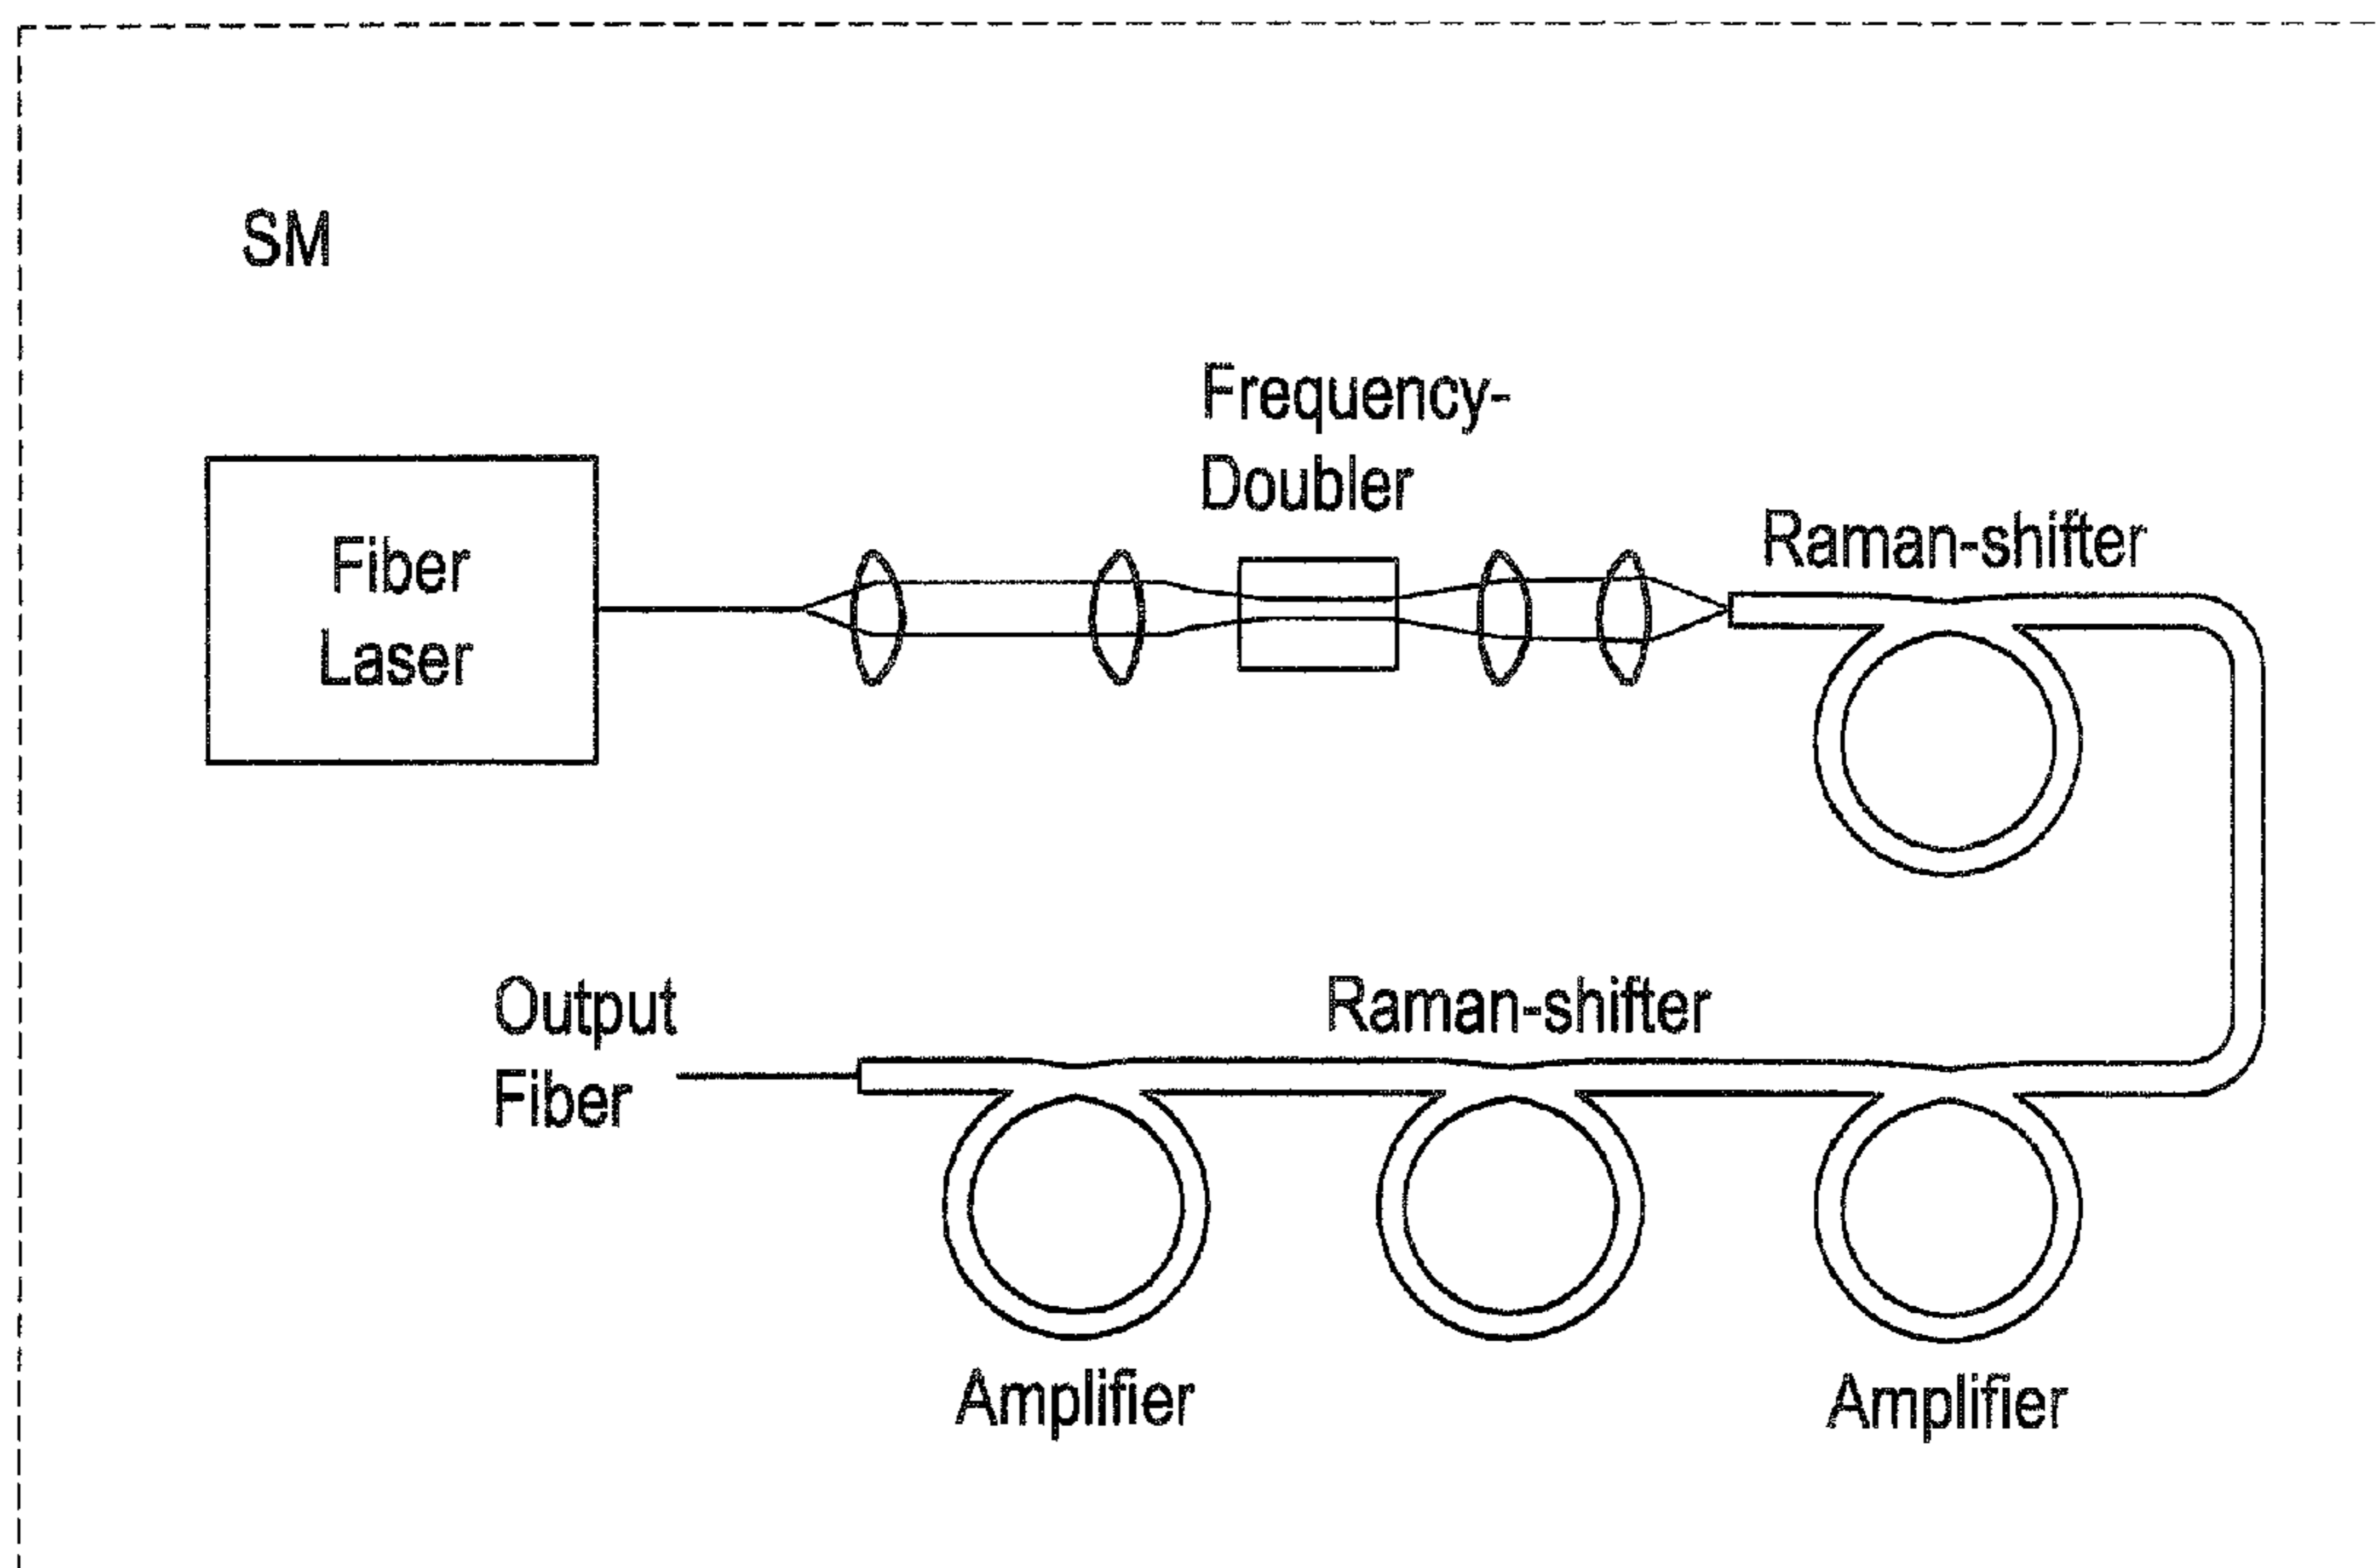 SM
Fiber
Laser
Frequency-
Doubler
Raman-shifter
Output
Fiber
Raman-shifter
Amplifier
Amplifier